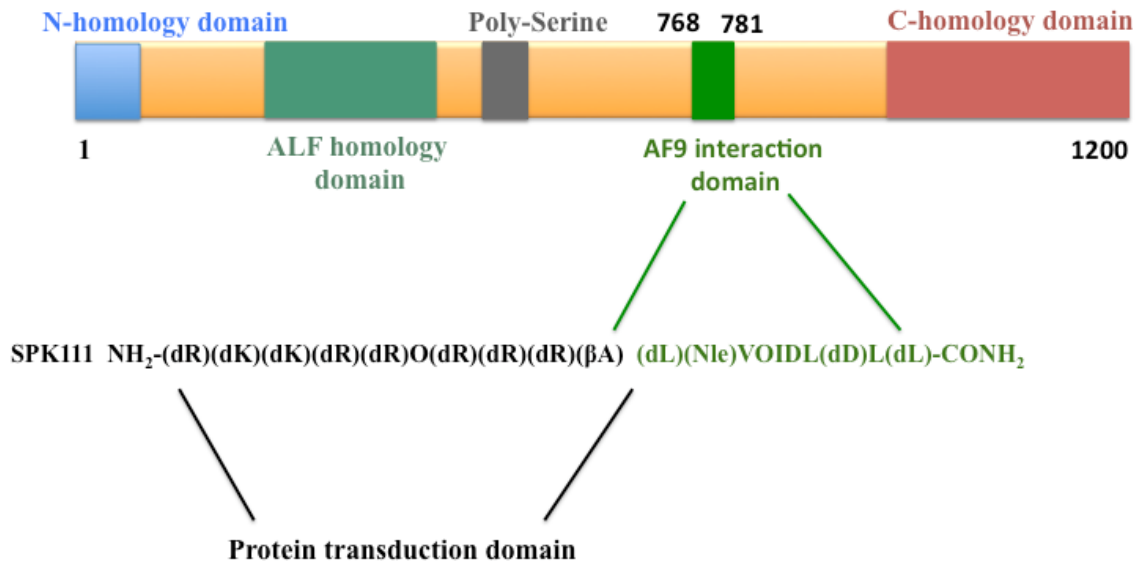 N-homology domain
Poly-Serine
768 781
C-homology domain
1
ALF homology
domain
AF9 interaction
domain
1200
SPK111 NH₂-(dR)(dK)(dK)(dR)(dR)O(dR)(dR)(dR)(βA) (dL)(Nle)VOIDL(dD)L(dL)-CONH₂
Protein transduction domain